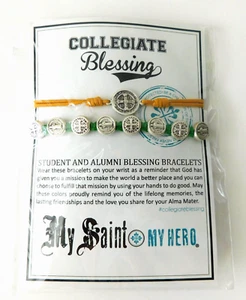 COLLEGIATE
Blessing
STUDENT AND ALUMNI BLESSING BRACELETS
Wear these bracelets on your wrist as a reminder that God has
given you a mission to make the world a better place and you can
choose to fulfill that mission by using your hands to do good. May
these colors proudly remind you of the lifelong memories, the
lasting friendships and the love you share for your Alma Mater.
#collegiateblessing
My Saint MY HERO